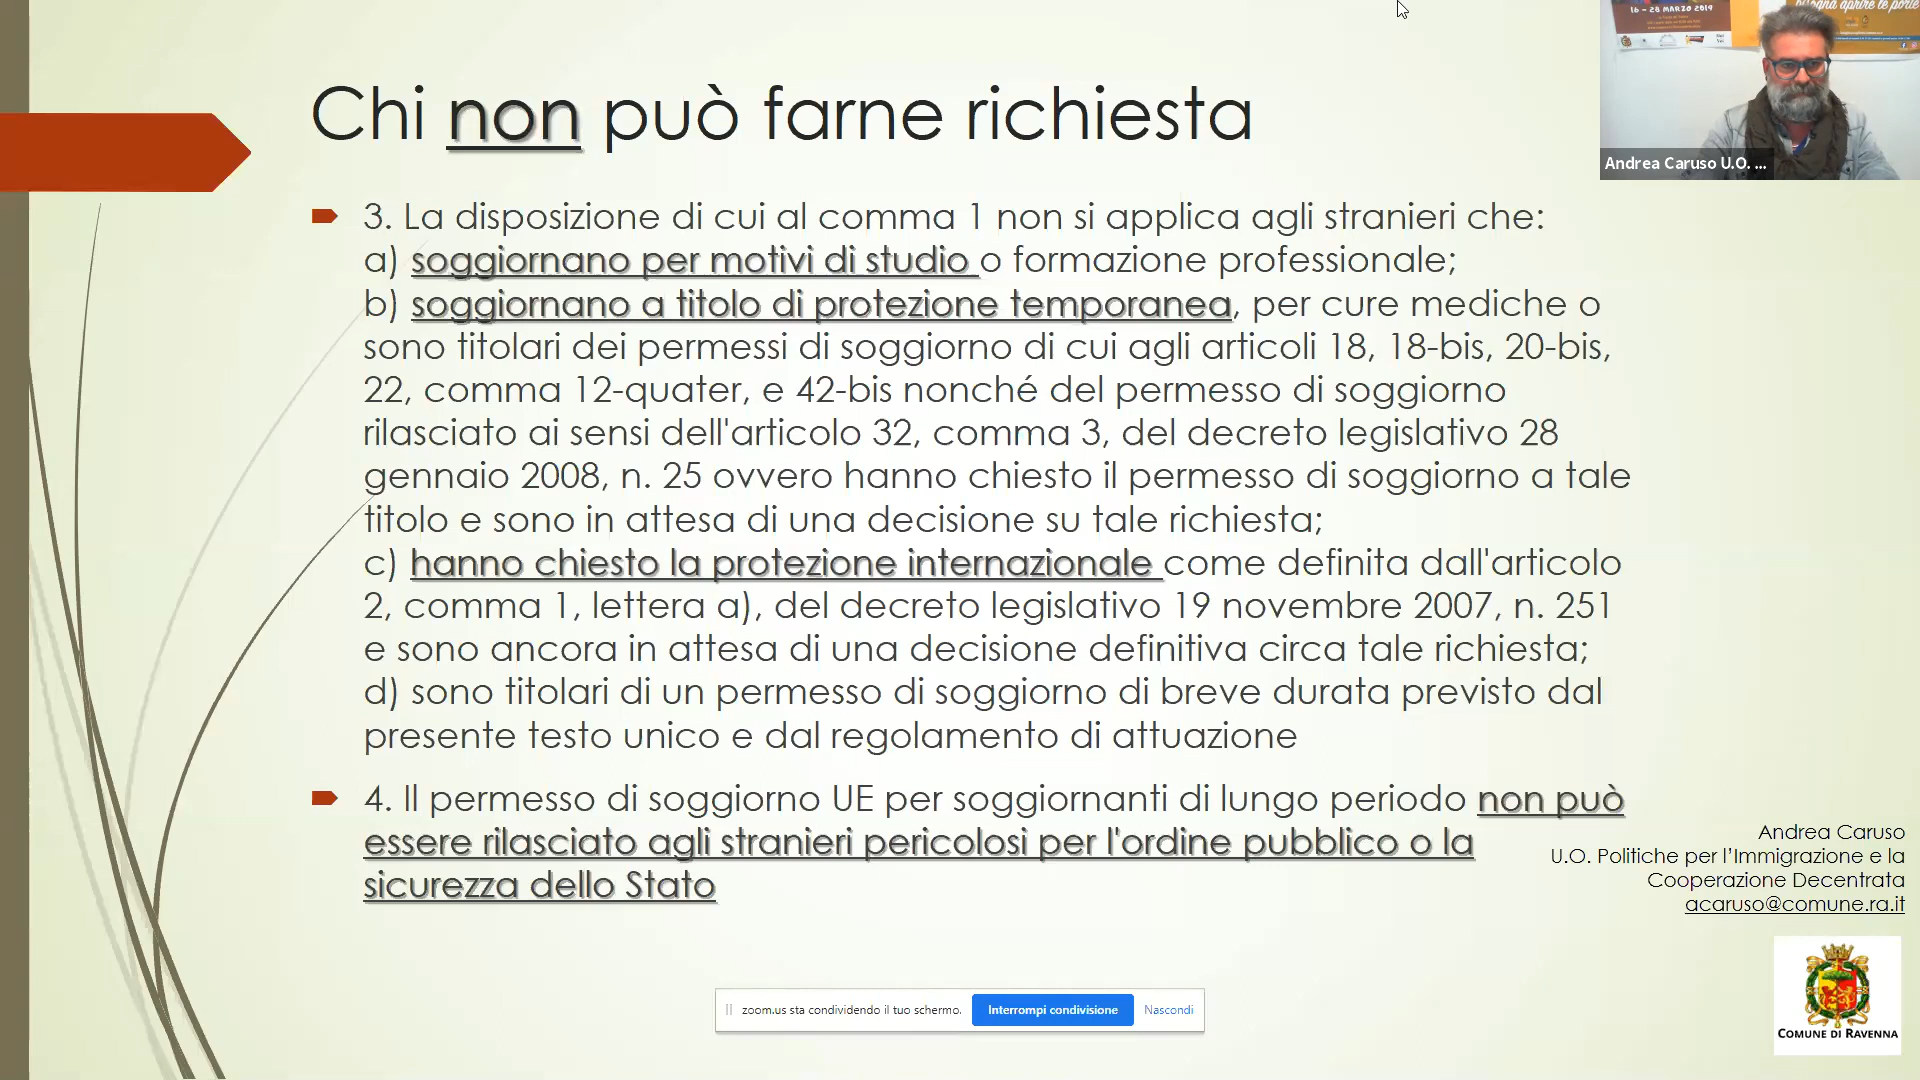 Chi non può farne richiesta
3. La disposizione di cui al comma 1 non si applica agli stranieri che:
a) soggiornano per motivi di studio o formazione professionale;
b) soggiornano a titolo di protezione temporanea, per cure mediche o
sono titolari dei permessi di soggiorno di cui agli articoli 18, 18-bis, 20-bis,
22, comma 12-quater, e 42-bis nonché del permesso di soggiorno
rilasciato ai sensi dell'articolo 32, comma 3, del decreto legislativo 28
gennaio 2008, n. 25 ovvero hanno chiesto il permesso di soggiorno a tale
titolo e sono in attesa di una decisione su tale richiesta;
c) hanno chiesto la protezione internazionale come definita dall'articolo
2, comma 1, lettera a), del decreto legislativo 19 novembre 2007, n. 251
e sono ancora in attesa di una decisione definitiva circa tale richiesta;
d) sono titolari di un permesso di soggiorno di breve durata previsto dal
presente testo unico e dal regolamento di attuazione
4. Il permesso di soggiorno UE per soggiornanti di lungo periodo non può
essere rilasciato agli stranieri pericolosi per l'ordine pubblico o la
sicurezza dello Stato
16 - 28 MARZO 2019
aprire le porte
Andrea Caruso U.O. ...
Andrea Caruso
U.O. Politiche per l’Immigrazione e la
Cooperazione Decentrata
acaruso@comune.ra.it
COMUNE DI RAVENNA
zoom.us sta condividendo il tuo schermo.
Interrompi condivisione
Nascondi